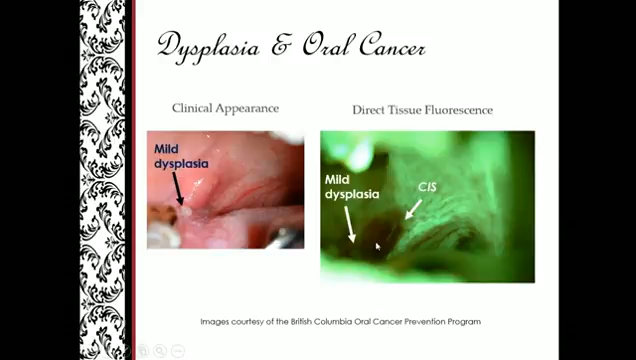 Dysplasia & Oral Cancer
Clinical Appearance
Direct Tissue Fluorescence
Mild
dysplasia
Mild
dysplasia
CIS
Images courtesy of the British Columbia Oral Cancer Prevention Program